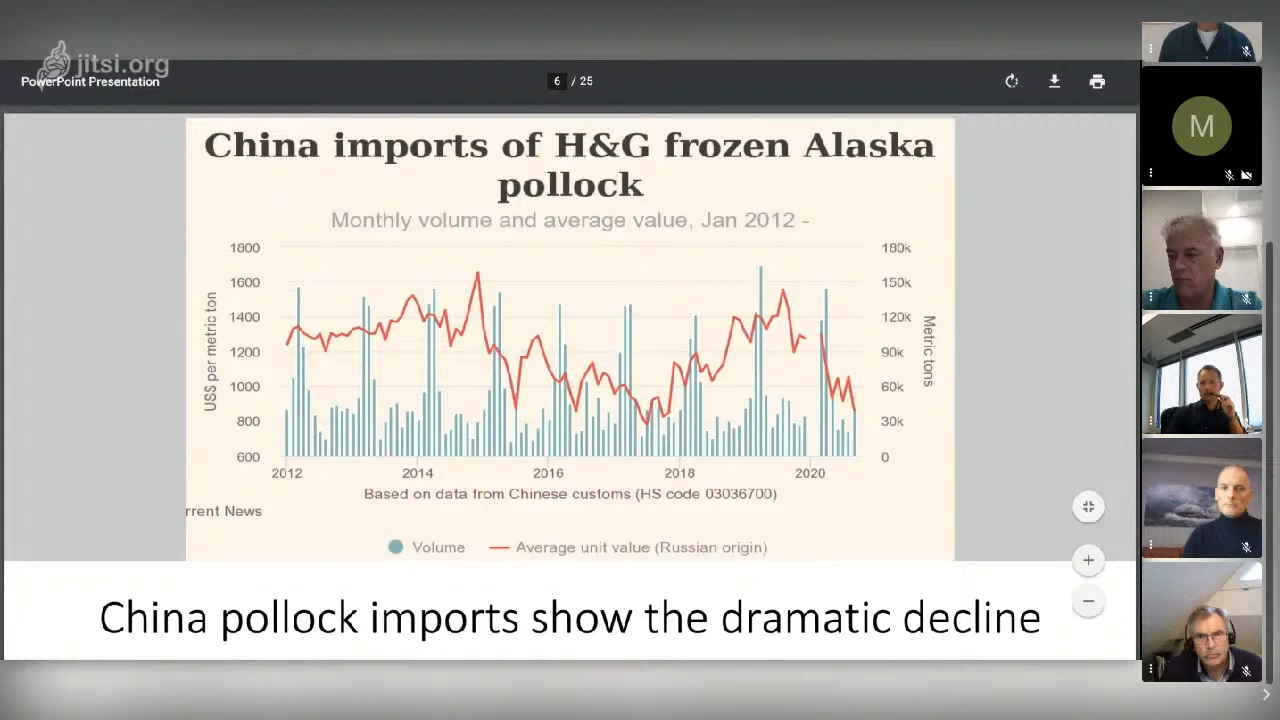 jitsi.org
PowerPoint Presentation
6 / 25
China imports of H&G frozen Alaska
pollock
Monthly volume and average value, Jan 2012 -
1800
1600
1400
1200
1000
800
600
US$ per metric ton
180k
150k
120k
90k
60k
30k
0
Metric tons
2012 2014 2016 2018 2020
Based on data from Chinese customs (HS code 03036700)
rrent News
Volume
Average unit value (Russian origin)
China pollock imports show the dramatic decline
M